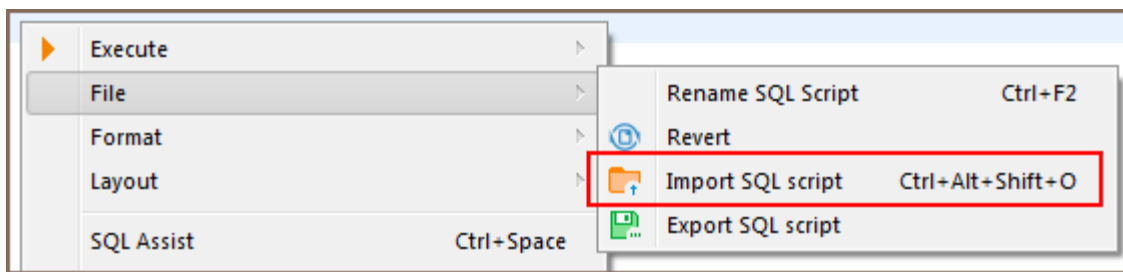 Execute
File
Format
Layout
SQL Assist Ctrl+Space
Rename SQL Script Ctrl+F2
Revert
Import SQL script Ctrl+Alt+Shift+O
Export SQL script